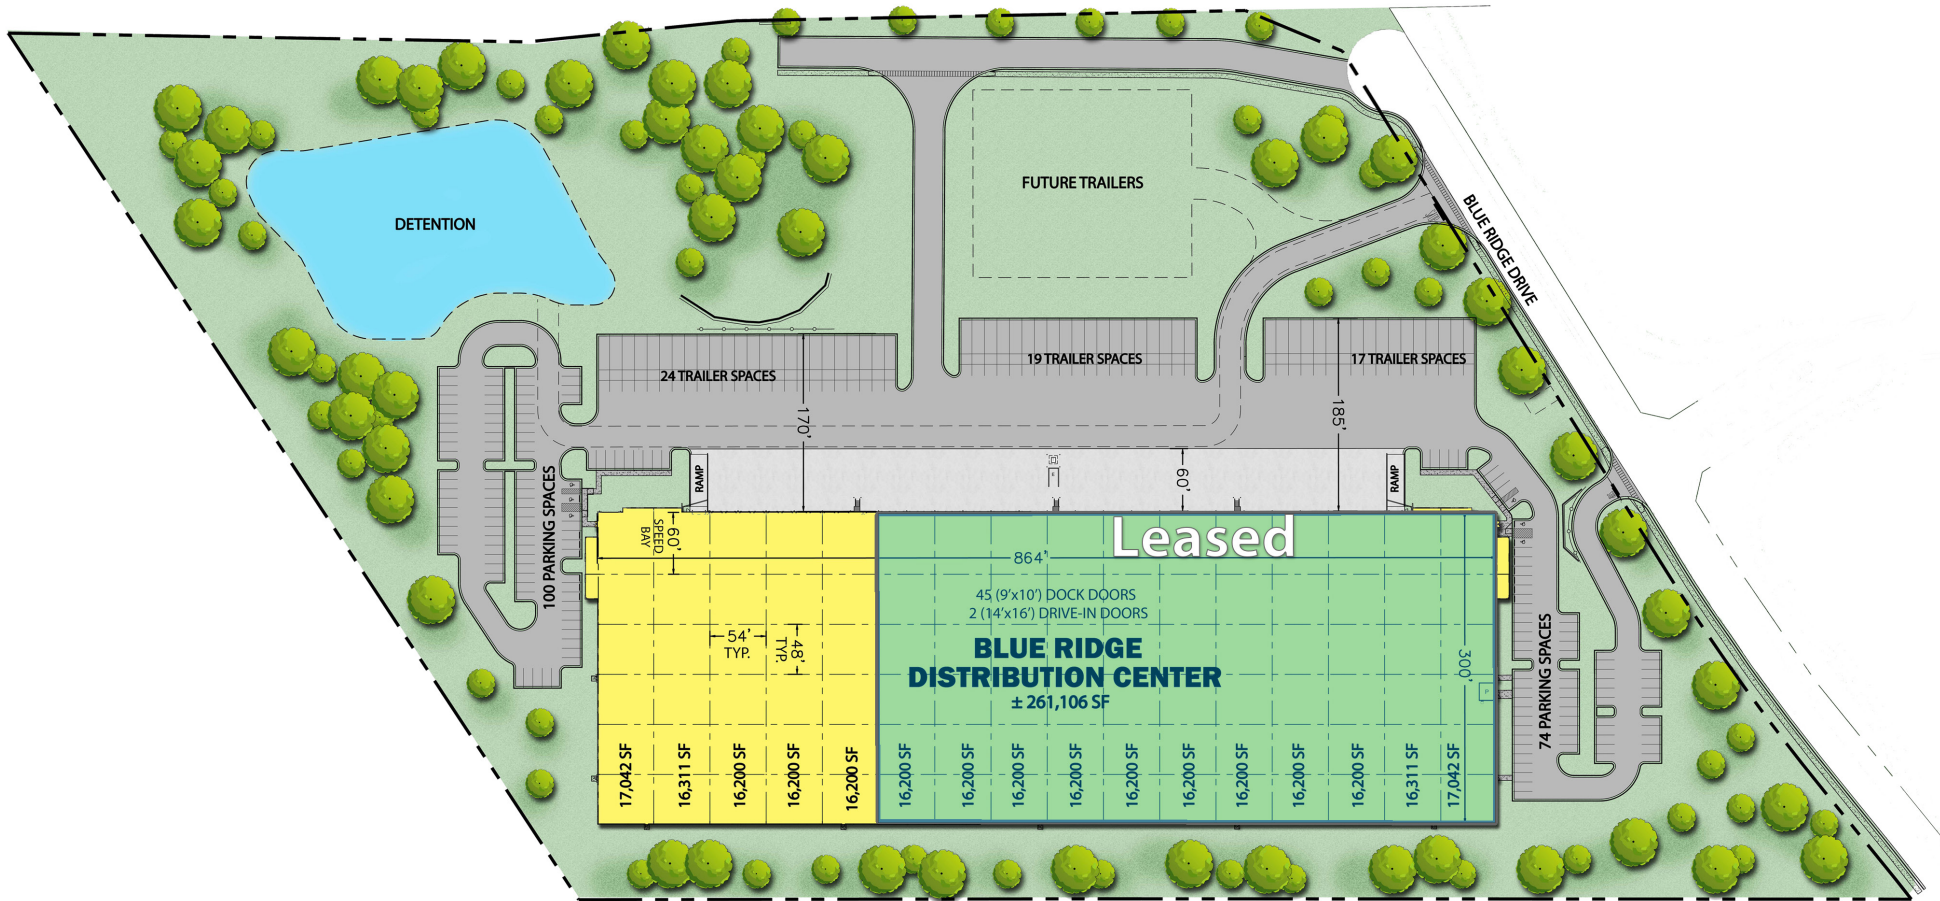 DETENTION
FUTURE TRAILERS
BLUE RIDGE DRIVE
24 TRAILER SPACES
19 TRAILER SPACES
17 TRAILER SPACES
170'
185'
60'
RAMP
RAMP
100 PARKING SPACES
74 PARKING SPACES
60'
SPEED
BAY
Leased
864'
45 (9'x10') DOCK DOORS
2 (14'x16') DRIVE-IN DOORS
54'
TYP.
48'
TYP.
BLUE RIDGE
DISTRIBUTION CENTER
± 261,106 SF
300'
17,042 SF
16,311 SF
16,200 SF
16,200 SF
16,200 SF
16,200 SF
16,200 SF
16,200 SF
16,200 SF
16,200 SF
16,200 SF
16,200 SF
16,200 SF
16,200 SF
16,311 SF
17,042 SF